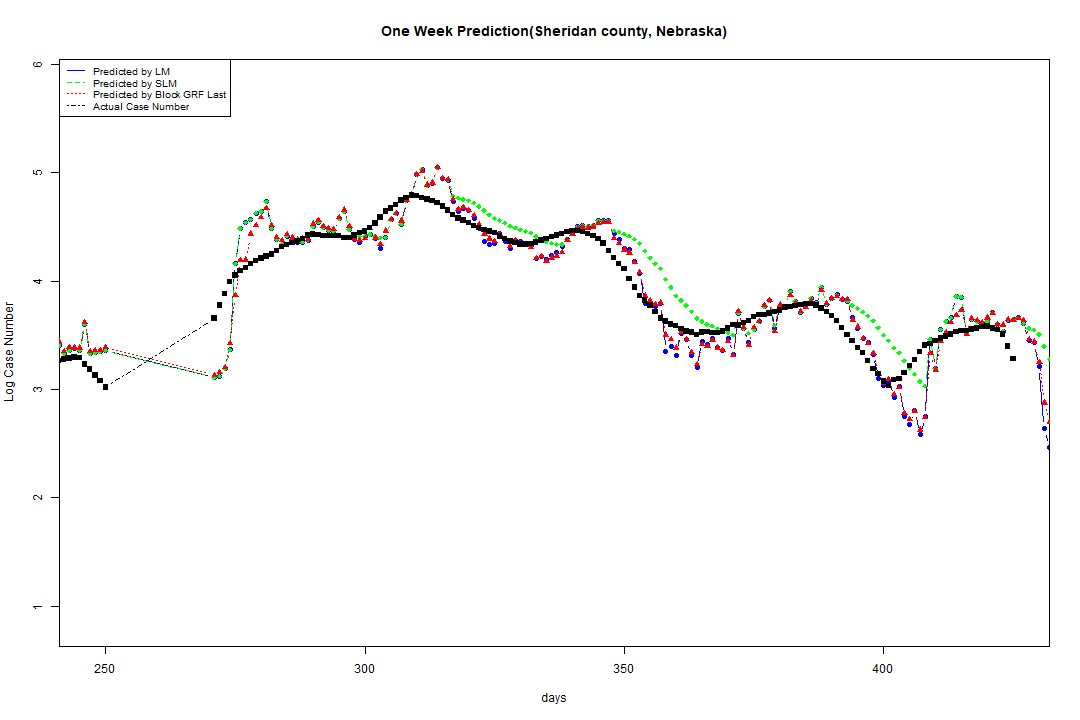 One Week Prediction(Sheridan county, Nebraska)
Predicted by LM
Predicted by SLM
Predicted by Block GRF Last
Actual Case Number
6
5
4
3
2
1
Log Case Number
250
300
350
400
days